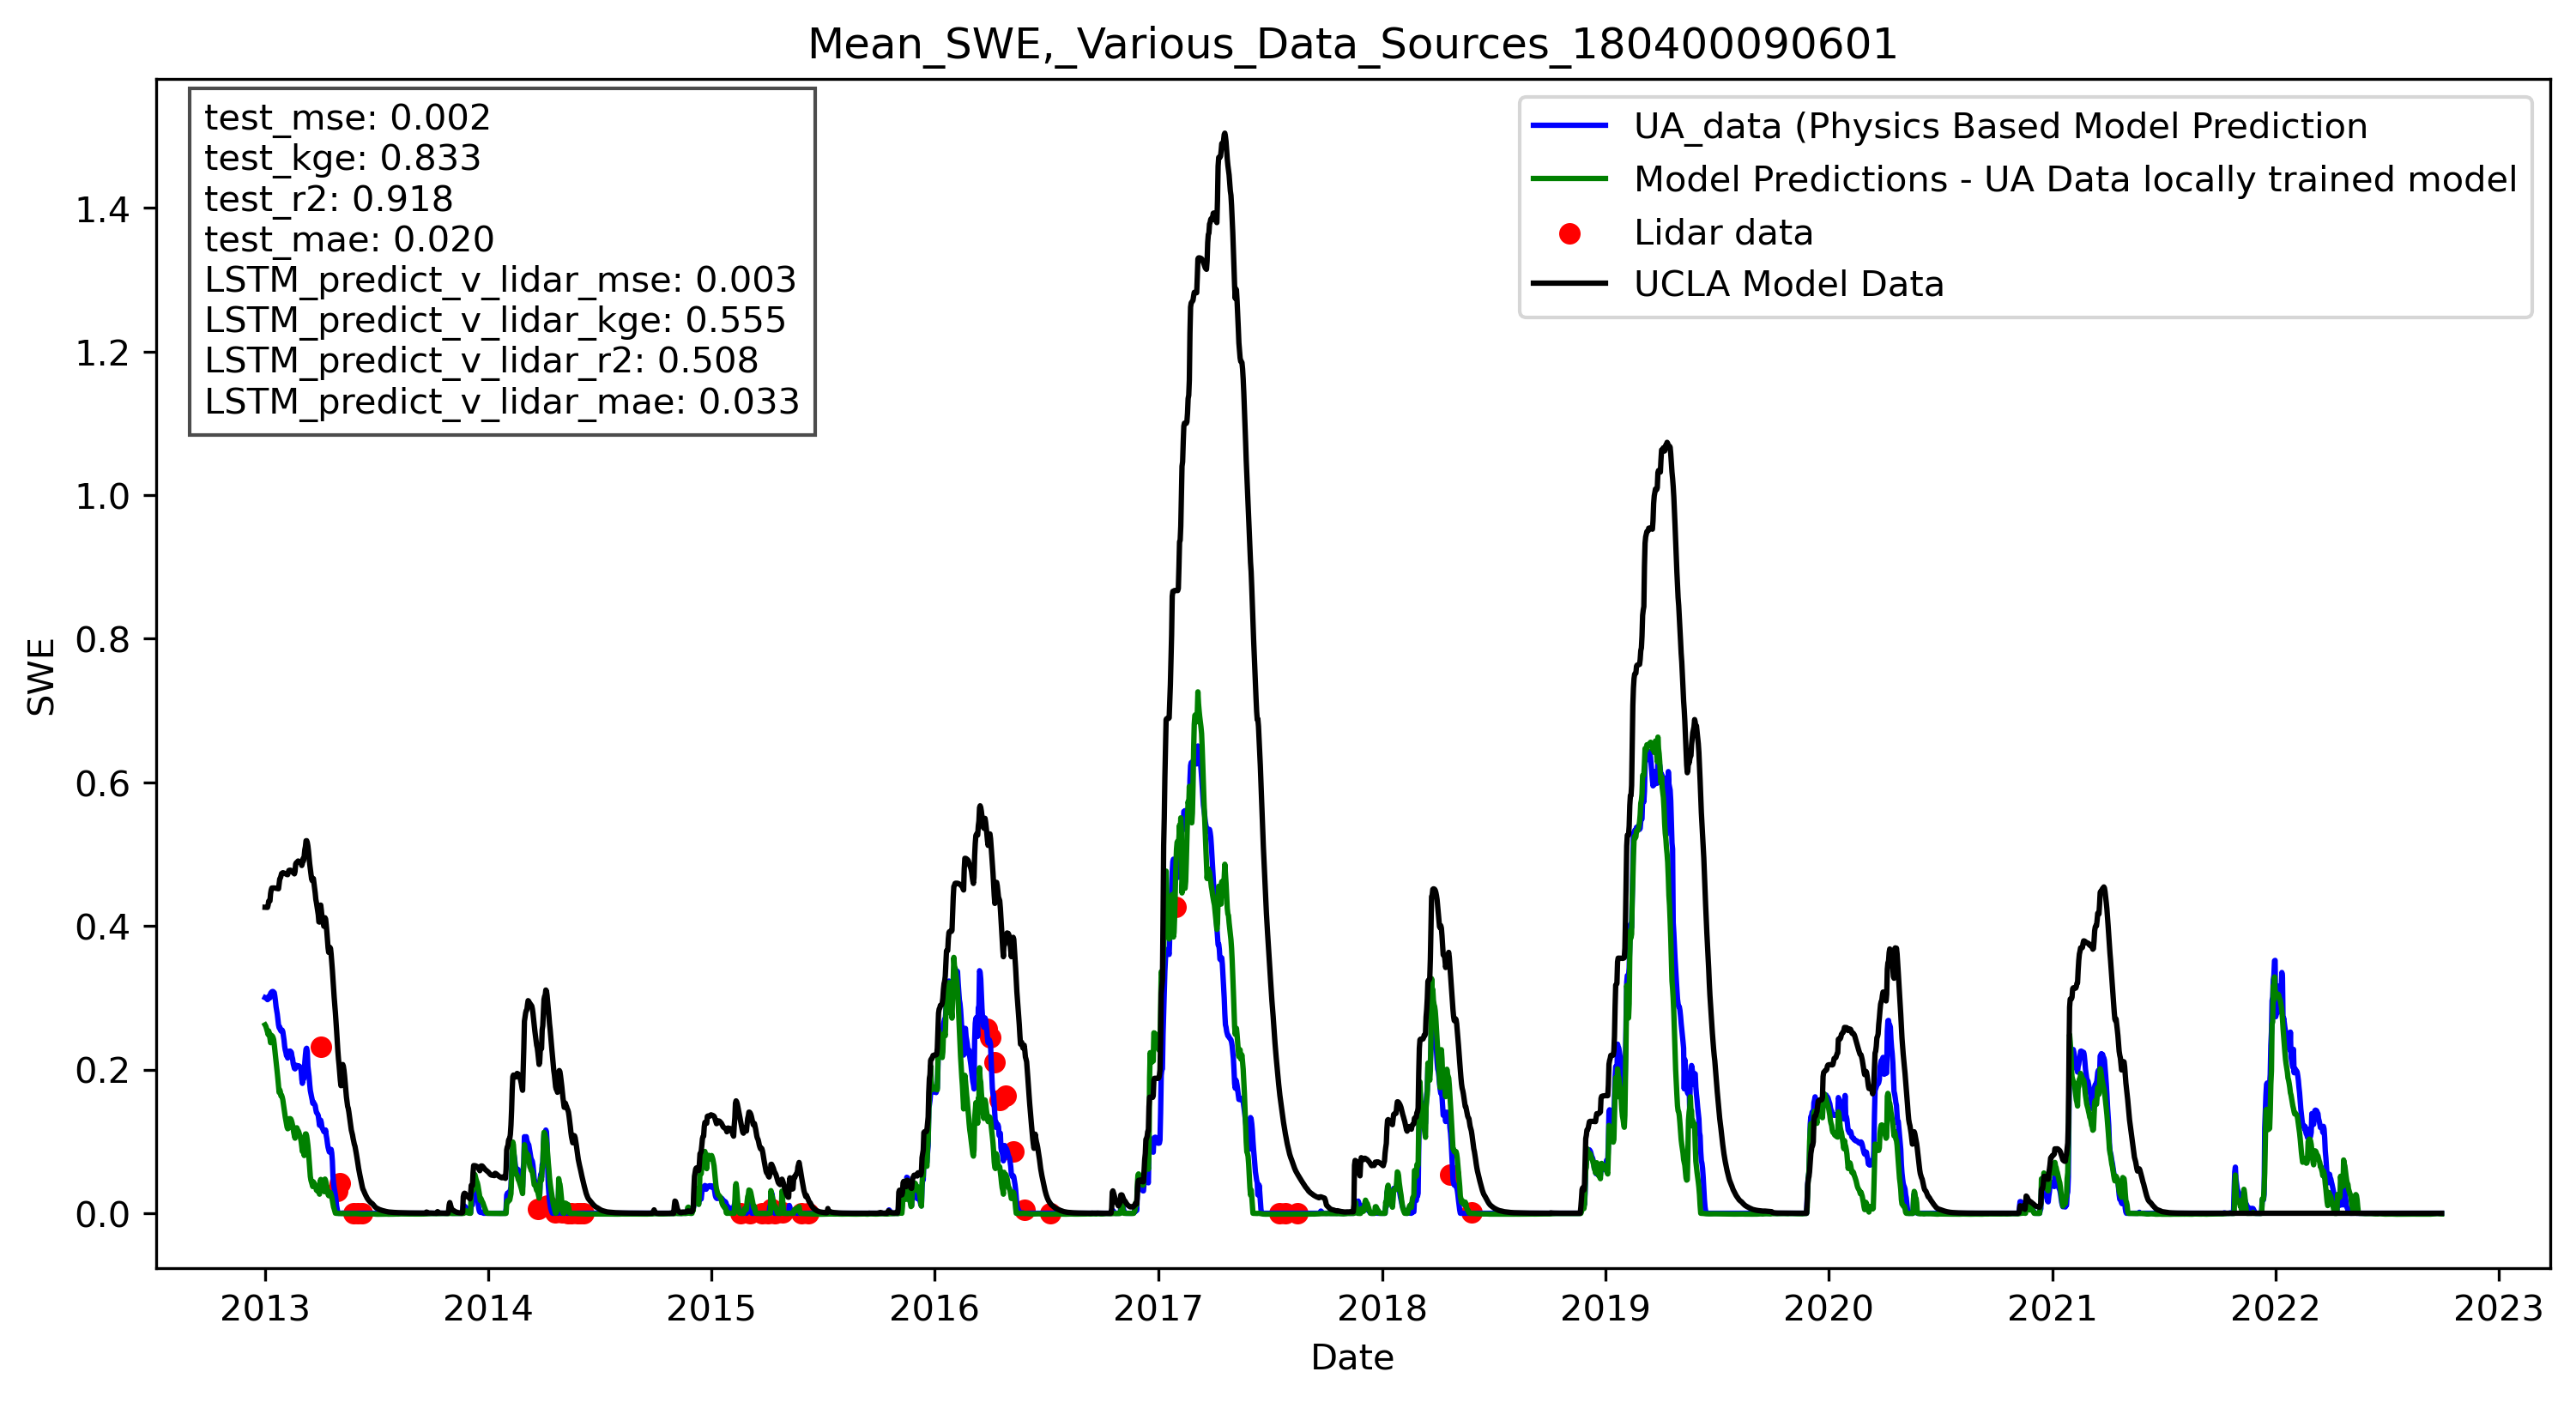 Mean_SWE,_Various_Data_Sources_180400090601
test_mse: 0.002
test_kge: 0.833
test_r2: 0.918
test_mae: 0.020
LSTM_predict_v_lidar_mse: 0.003
LSTM_predict_v_lidar_kge: 0.555
LSTM_predict_v_lidar_r2: 0.508
LSTM_predict_v_lidar_mae: 0.033
UA_data (Physics Based Model Prediction
Model Predictions - UA Data locally trained model
Lidar data
UCLA Model Data
SWE
1.4
1.2
1.0
0.8
0.6
0.4
0.2
0.0
2013 2014 2015 2016 2017 2018 2019 2020 2021 2022 2023
Date